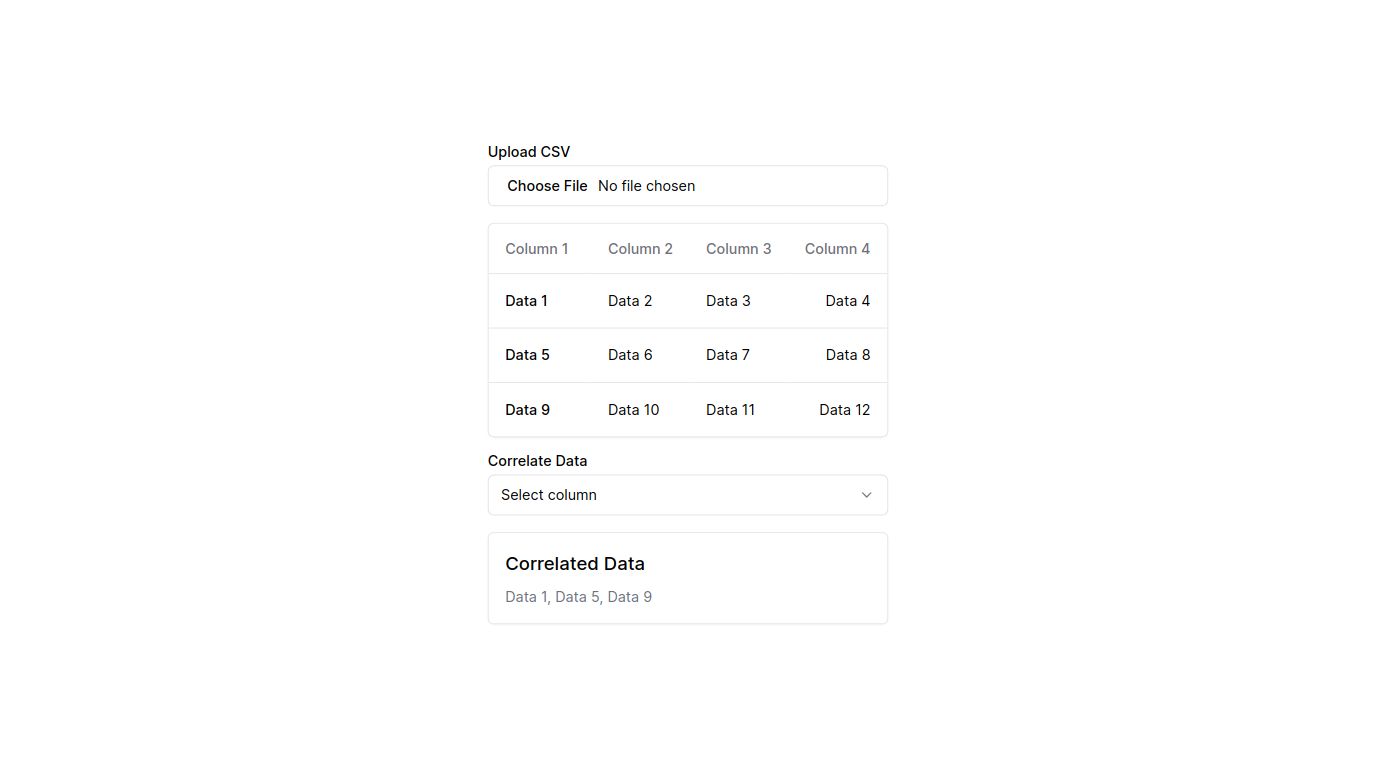 Upload CSV
Choose File No file chosen
Column 1 Column 2 Column 3 Column 4
Data 1 Data 2 Data 3 Data 4
Data 5 Data 6 Data 7 Data 8
Data 9 Data 10 Data 11 Data 12
Correlate Data
Select column
Correlated Data
Data 1, Data 5, Data 9